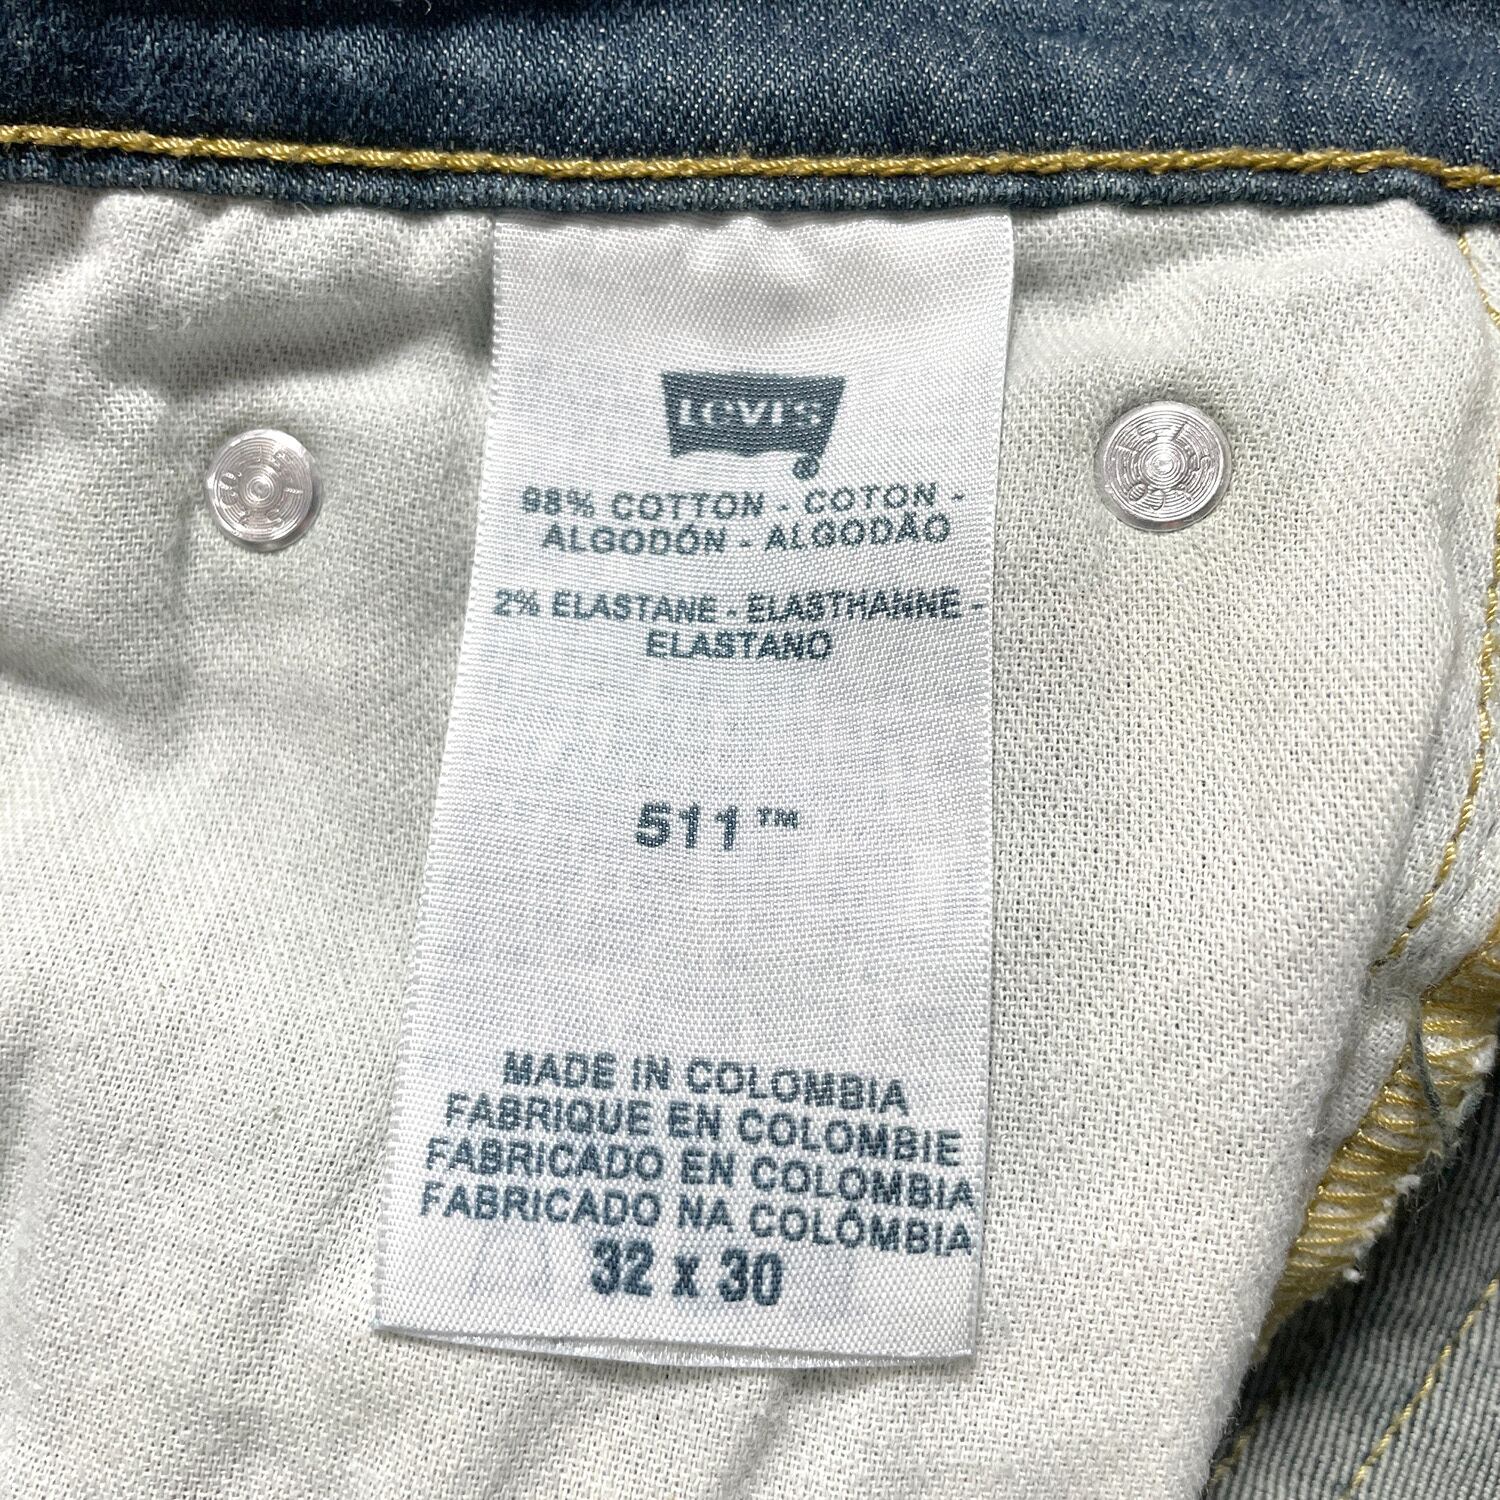 Levi's
®
98% COTTON - COTON -
ALGODÓN - ALGODÃO
2% ELASTANE - ELASTHANNE -
ELASTANO
511™
MADE IN COLOMBIA
FABRIQUE EN COLOMBIE
FABRICADO EN COLOMBIA
FABRICADO NA COLÔMBIA
32 x 30